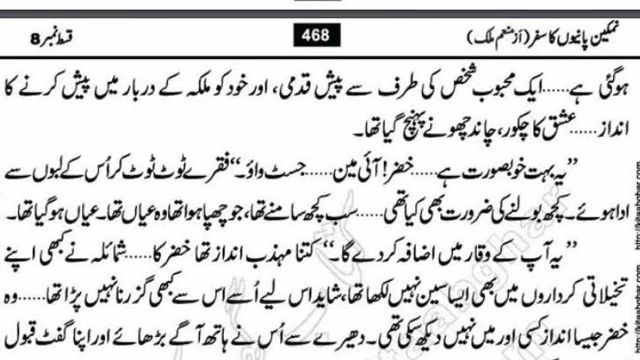 نمکین پانیوں کا سفر (از منعم ملک) 468 قسط نمبر 8
ہوگئی ہے......ایک محبوب شخص کی طرف سے پیش قدمی، اور خود کو ملکہ کے دربار میں پیش کرنے کا
انداز......عشق کا چکور، چاند چھونے پہنچ گیا تھا۔
”یہ بہت خوبصورت ہے......خضر! آئی مین......جسٹ واؤ۔“ فقرے ٹوٹ ٹوٹ کر اُس کے لبوں سے
ادا ہوئے۔ کچھ بولنے کی ضرورت بھی کیا تھی......سب کچھ سامنے تھا، جو چھپا ہوا تھا وہ عیاں تھا۔ عیاں ہو گیا تھا۔
”یہ آپ کے وقار میں اضافہ کر دے گا۔“ کتنا مہذب انداز تھا خضر کا......شمائلہ نے کبھی اپنے
تخیلاتی کرداروں میں بھی ایسا سین نہیں لکھا تھا، شاید اس لیے اُسے اس سے کبھی گزرنا نہیں پڑا تھا......وہ
خضر جیسا انداز کسی اور میں نہیں دیکھ سکی تھی۔ دھیرے سے اُس نے ہاتھ آگے بڑھائے اور اپنا گفٹ قبول